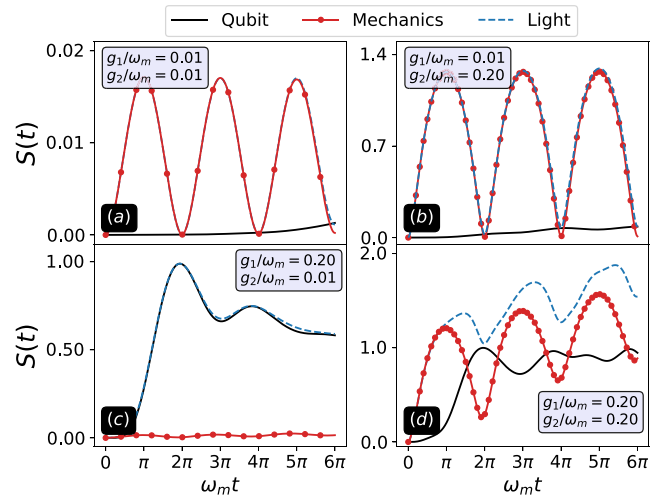 Qubit Mechanics Light
0.02
0.01
0.00
S(t)
g₁/ωₘ = 0.01
g₂/ωₘ = 0.01
(a)
1.4
0.7
0.0
g₁/ωₘ = 0.01
g₂/ωₘ = 0.20
(b)
1.00
0.50
0.00
S(t)
g₁/ωₘ = 0.20
g₂/ωₘ = 0.01
(c)
0 π 2π 3π 4π 5π 6π
ωₘt
2.0
1.0
0.0
g₁/ωₘ = 0.20
g₂/ωₘ = 0.20
(d)
0 π 2π 3π 4π 5π 6π
ωₘt